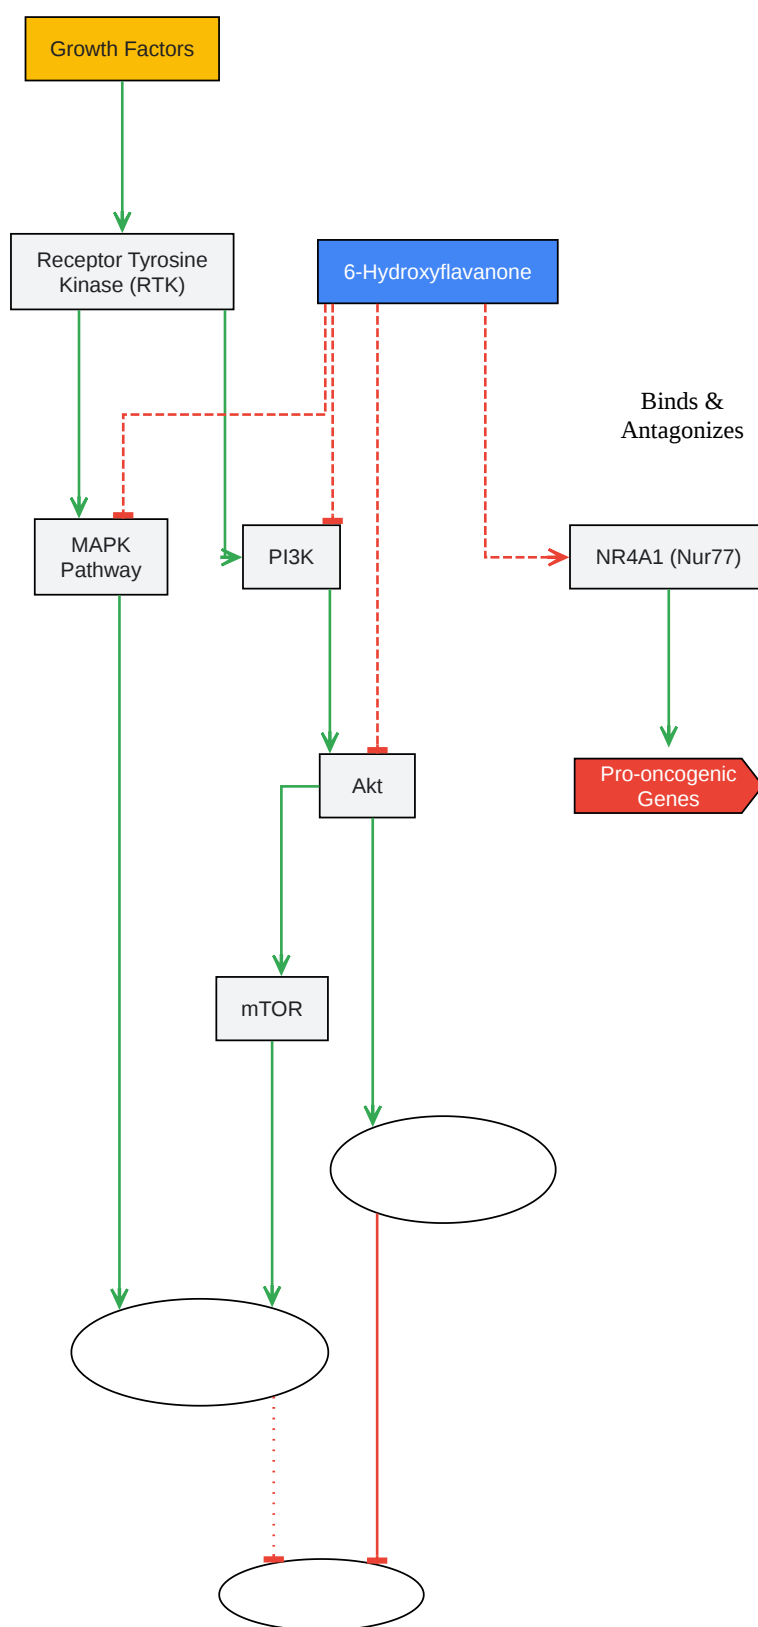 Growth Factors
Receptor Tyrosine
Kinase (RTK)
6-Hydroxyflavanone
Binds &
Antagonizes
MAPK
Pathway
PI3K
NR4A1 (Nur77)
Akt
Pro-oncogenic
Genes
mTOR